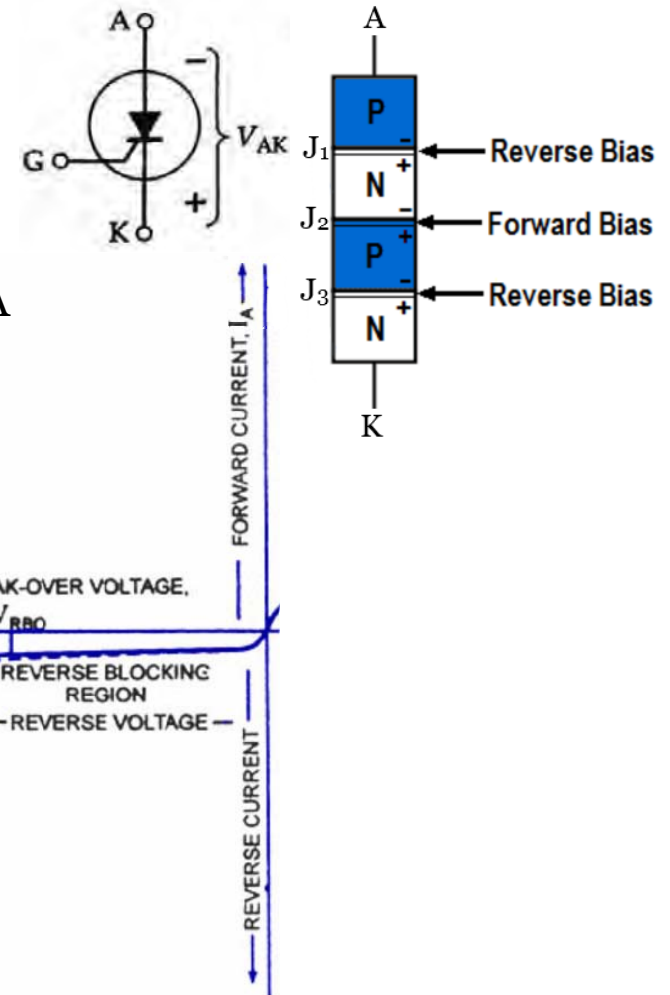 A
G
K
−
+
V_AK
A
P
−
J1
Reverse Bias
+
N
−
J2
Forward Bias
+
P
−
J3
Reverse Bias
+
N
K
FORWARD CURRENT, I_A
AK-OVER VOLTAGE,
V_RBO
REVERSE BLOCKING
REGION
REVERSE VOLTAGE
REVERSE CURRENT